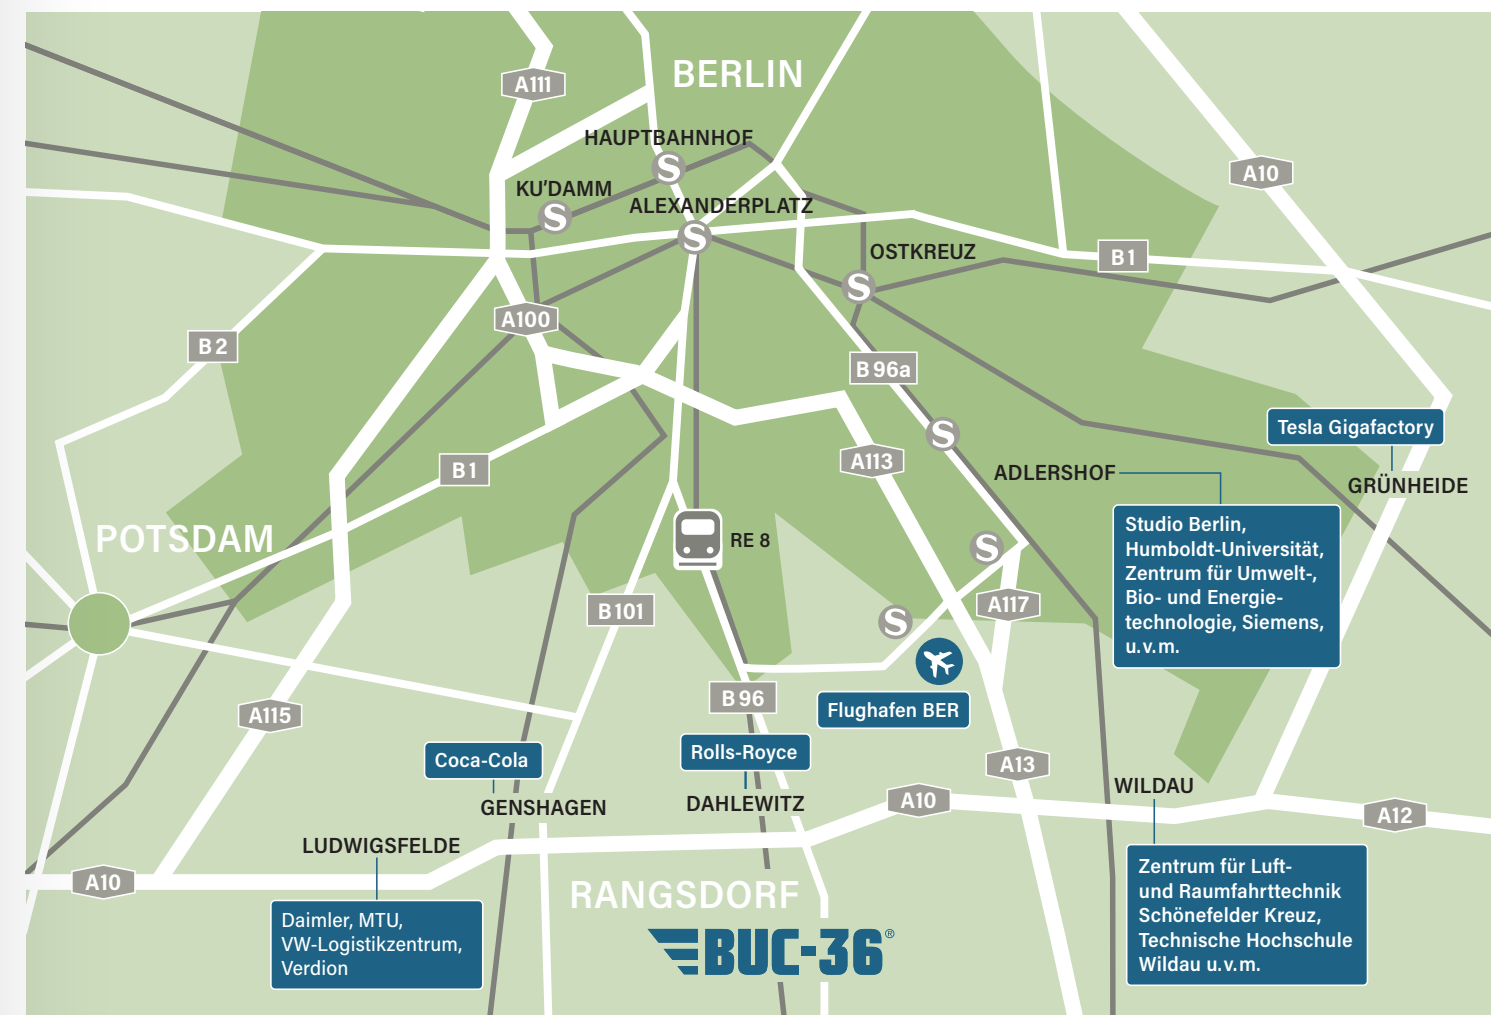 BERLIN
A111
HAUPTBAHNHOF
S
A10
KU'DAMM
S
ALEXANDERPLATZ
S
OSTKREUZ
B1
S
A100
B2
B96a
Tesla Gigafactory
S
B1
A113
ADLERSHOF
GRÜNHEIDE
Studio Berlin,
Humboldt-Universität,
Zentrum für Umwelt-,
Bio- und Energie-
technologie, Siemens,
u.v.m.
POTSDAM
RE 8
S
B101
A117
S
B96
Flughafen BER
A115
Coca-Cola
Rolls-Royce
A13
WILDAU
GENSHAGEN
DAHLEWITZ
A10
A12
LUDWIGSFELDE
Zentrum für Luft-
und Raumfahrttechnik
Schönefelder Kreuz,
Technische Hochschule
Wildau u.v.m.
A10
RANGSDORF
Daimler, MTU,
VW-Logistikzentrum,
Verdion
BUC-36®